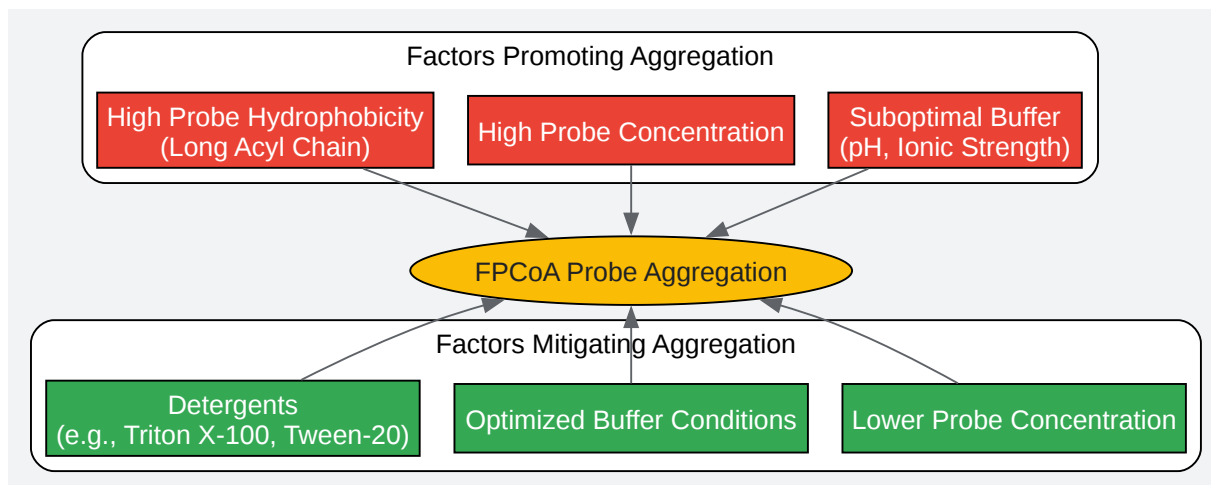 Factors Promoting Aggregation
High Probe Hydrophobicity
(Long Acyl Chain)
High Probe Concentration
Suboptimal Buffer
(pH, Ionic Strength)
FPCoA Probe Aggregation
Factors Mitigating Aggregation
Detergents
(e.g., Triton X-100, Tween-20)
Optimized Buffer Conditions
Lower Probe Concentration